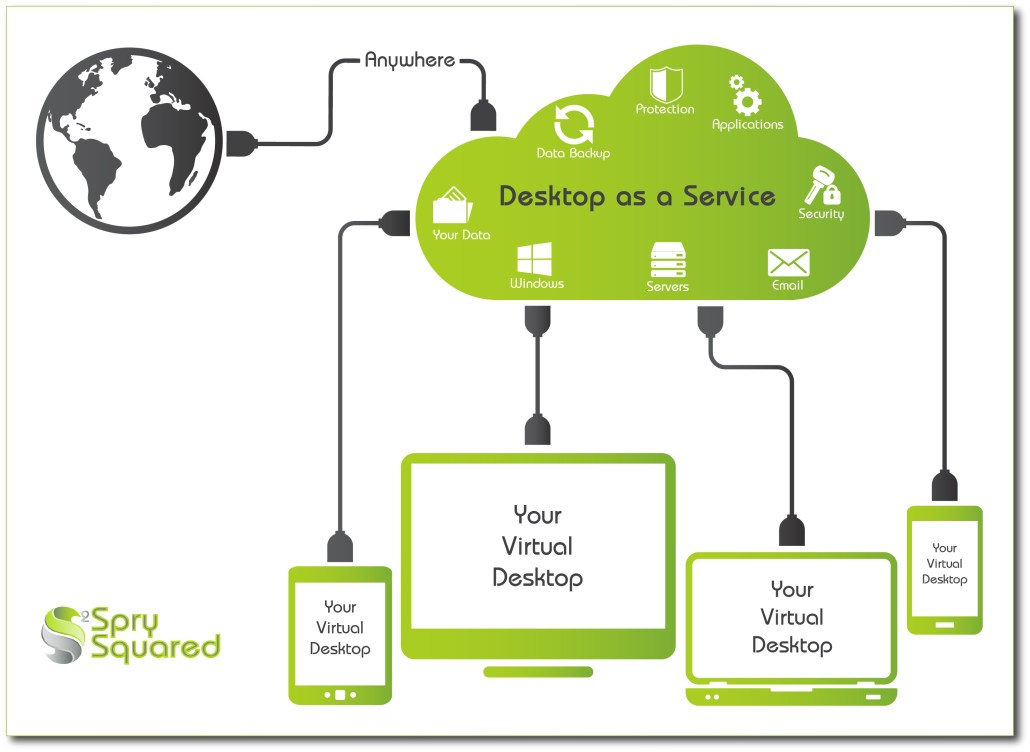 Anywhere
Protection
Applications
Data Backup
Desktop as a Service
Security
Your Data
Windows
Servers
Email
Your
Virtual
Desktop
Your
Virtual
Desktop
Your
Virtual
Desktop
Your
Virtual
Desktop
2
Spry
Squared